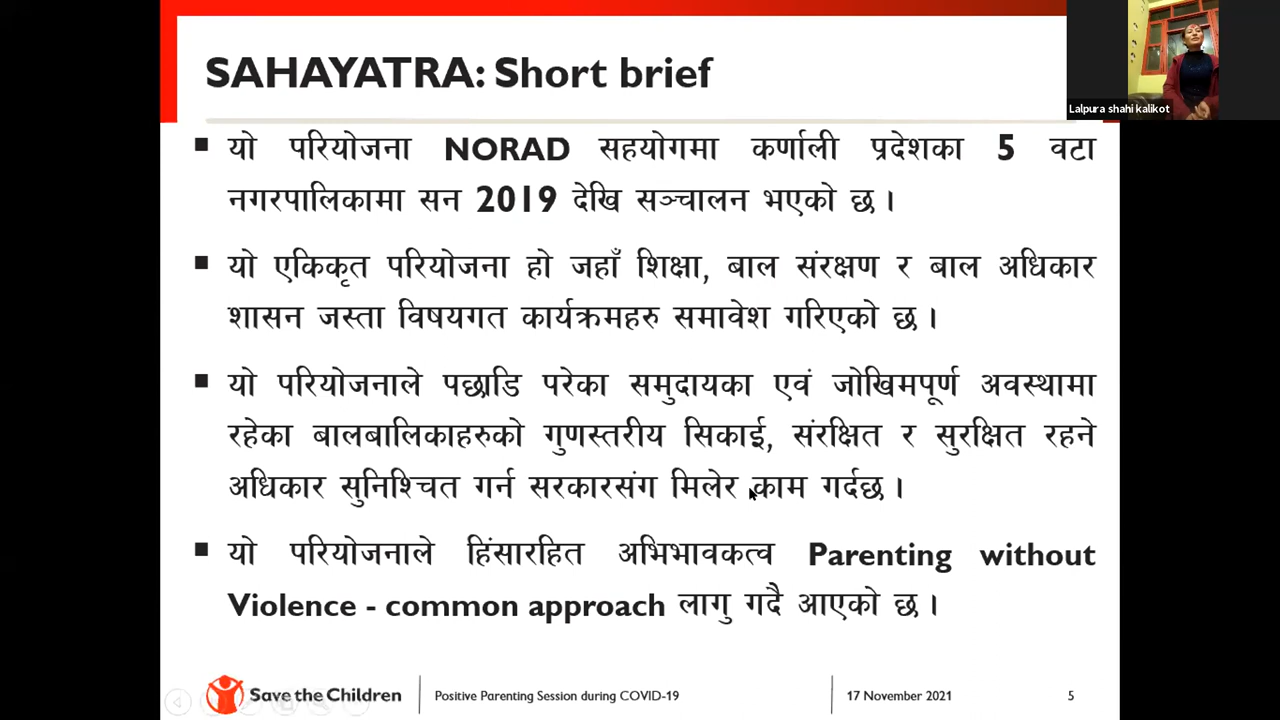 SAHAYATRA: Short brief
Lalpura shahi kalikot
▪ यो परियोजना NORAD सहयोगमा कर्णाली प्रदेशका 5 वटा
नगरपालिकामा सन 2019 देखि सञ्चालन भएको छ ।
▪ यो एकिकृत परियोजना हो जहाँ शिक्षा, बाल संरक्षण र बाल अधिकार
शासन जस्ता विषयगत कार्यक्रमहरु समावेश गरिएको छ ।
▪ यो परियोजनाले पछाडि परेका समुदायका एवं जोखिमपूर्ण अवस्थामा
रहेका बालबालिकाहरुको गुणस्तरीय सिकाई, संरक्षित र सुरक्षित रहने
अधिकार सुनिश्चित गर्न सरकारसंग मिलेर काम गर्दछ ।
▪ यो परियोजनाले हिंसारहित अभिभावकत्व Parenting without
Violence - common approach लागु गर्दै आएको छ ।
Save the Children
Positive Parenting Session during COVID-19
17 November 2021
5